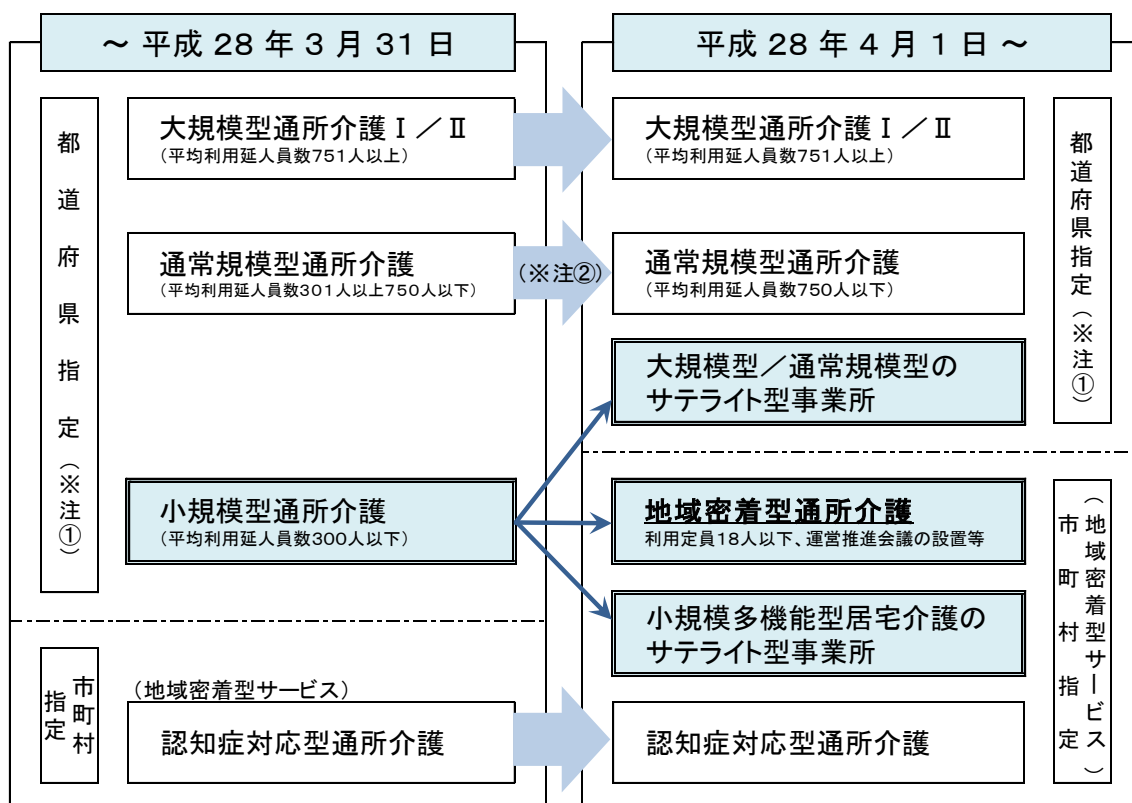 ～ 平成 28 年 3 月 31 日
都道府県指定（※注①）
大規模型通所介護Ⅰ／Ⅱ
（平均利用延人員数751人以上）
通常規模型通所介護
（平均利用延人員数301人以上750人以下）
小規模型通所介護
（平均利用延人員数300人以下）
市町村
指定
（地域密着型サービス）
認知症対応型通所介護
（※注②）
平成 28 年 4 月 1 日 ～
大規模型通所介護Ⅰ／Ⅱ
（平均利用延人員数751人以上）
通常規模型通所介護
（平均利用延人員数750人以下）
大規模型／通常規模型の
サテライト型事業所
都道府県指定（※注①）
地域密着型通所介護
利用定員18人以下、運営推進会議の設置等
小規模多機能型居宅介護の
サテライト型事業所
認知症対応型通所介護
（地域密着型サービス）
市町村指定